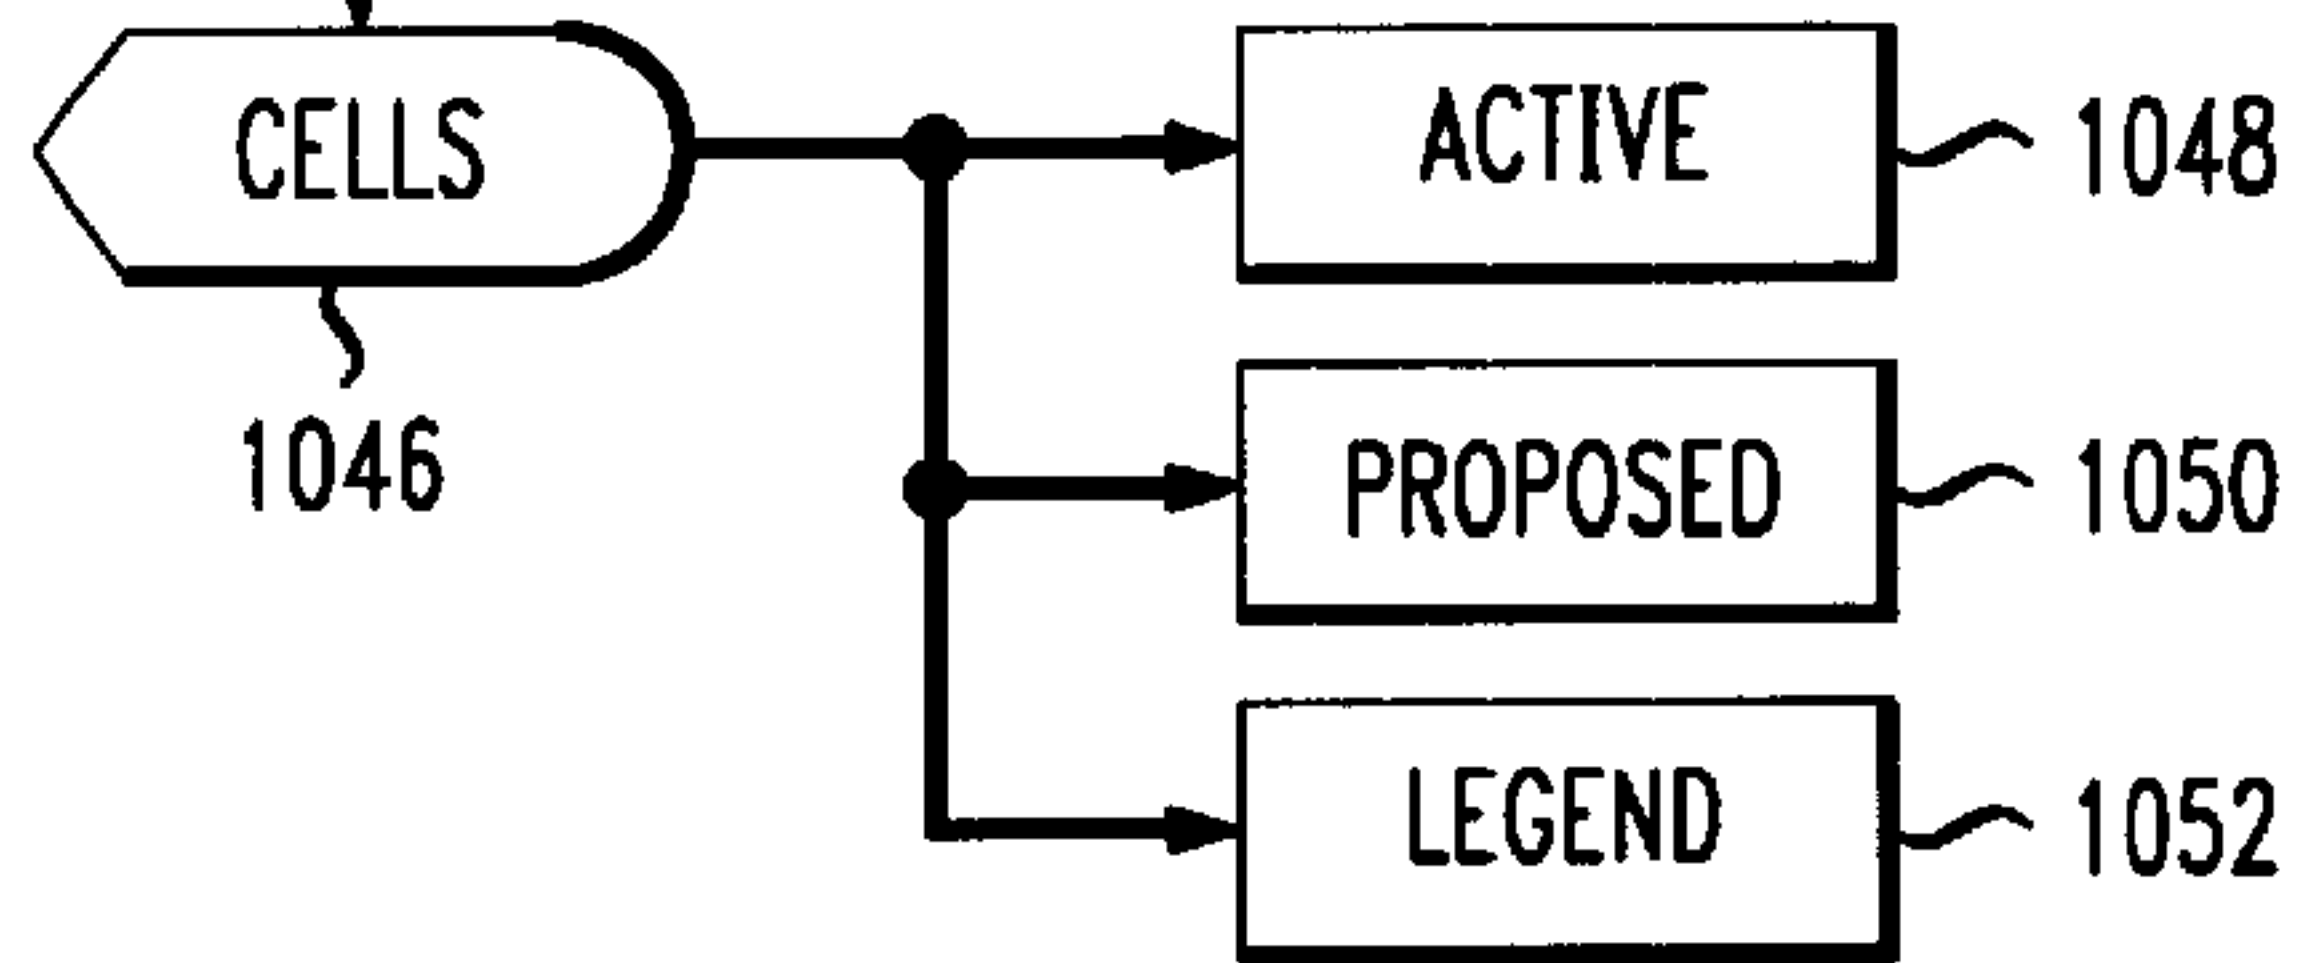 CELLS
1046
ACTIVE
1048
PROPOSED
1050
LEGEND
1052